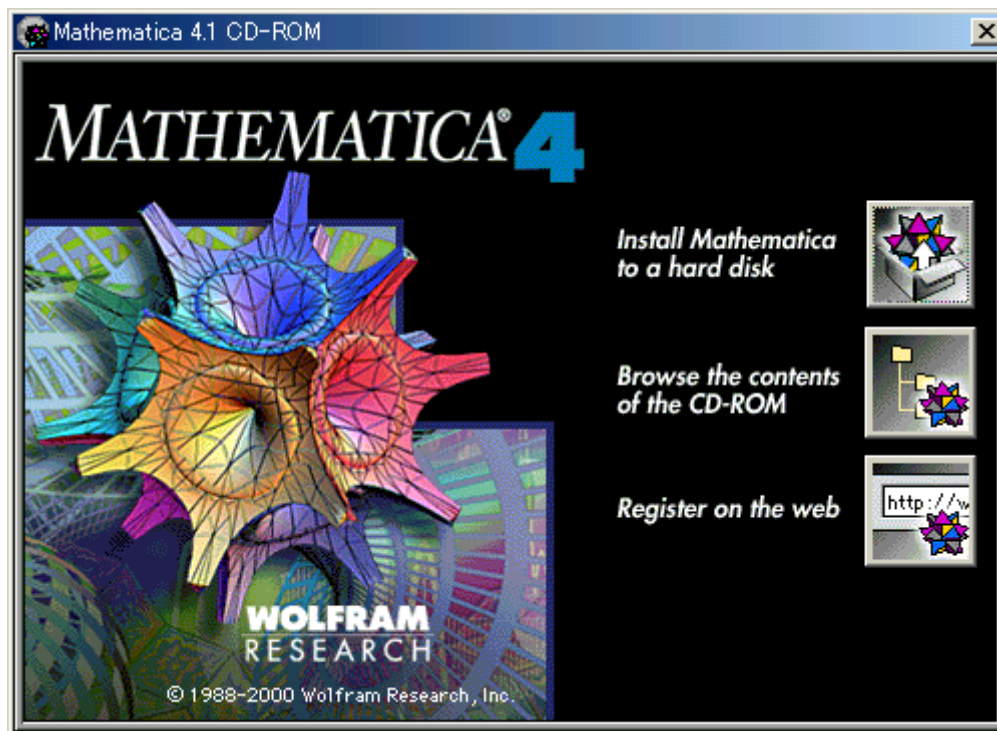 Mathematica 4.1 CD-ROM
MATHEMATICA® 4
Install Mathematica
to a hard disk
Browse the contents
of the CD-ROM
Register on the web
http://w
WOLFRAM
RESEARCH
© 1988-2000 Wolfram Research, Inc.